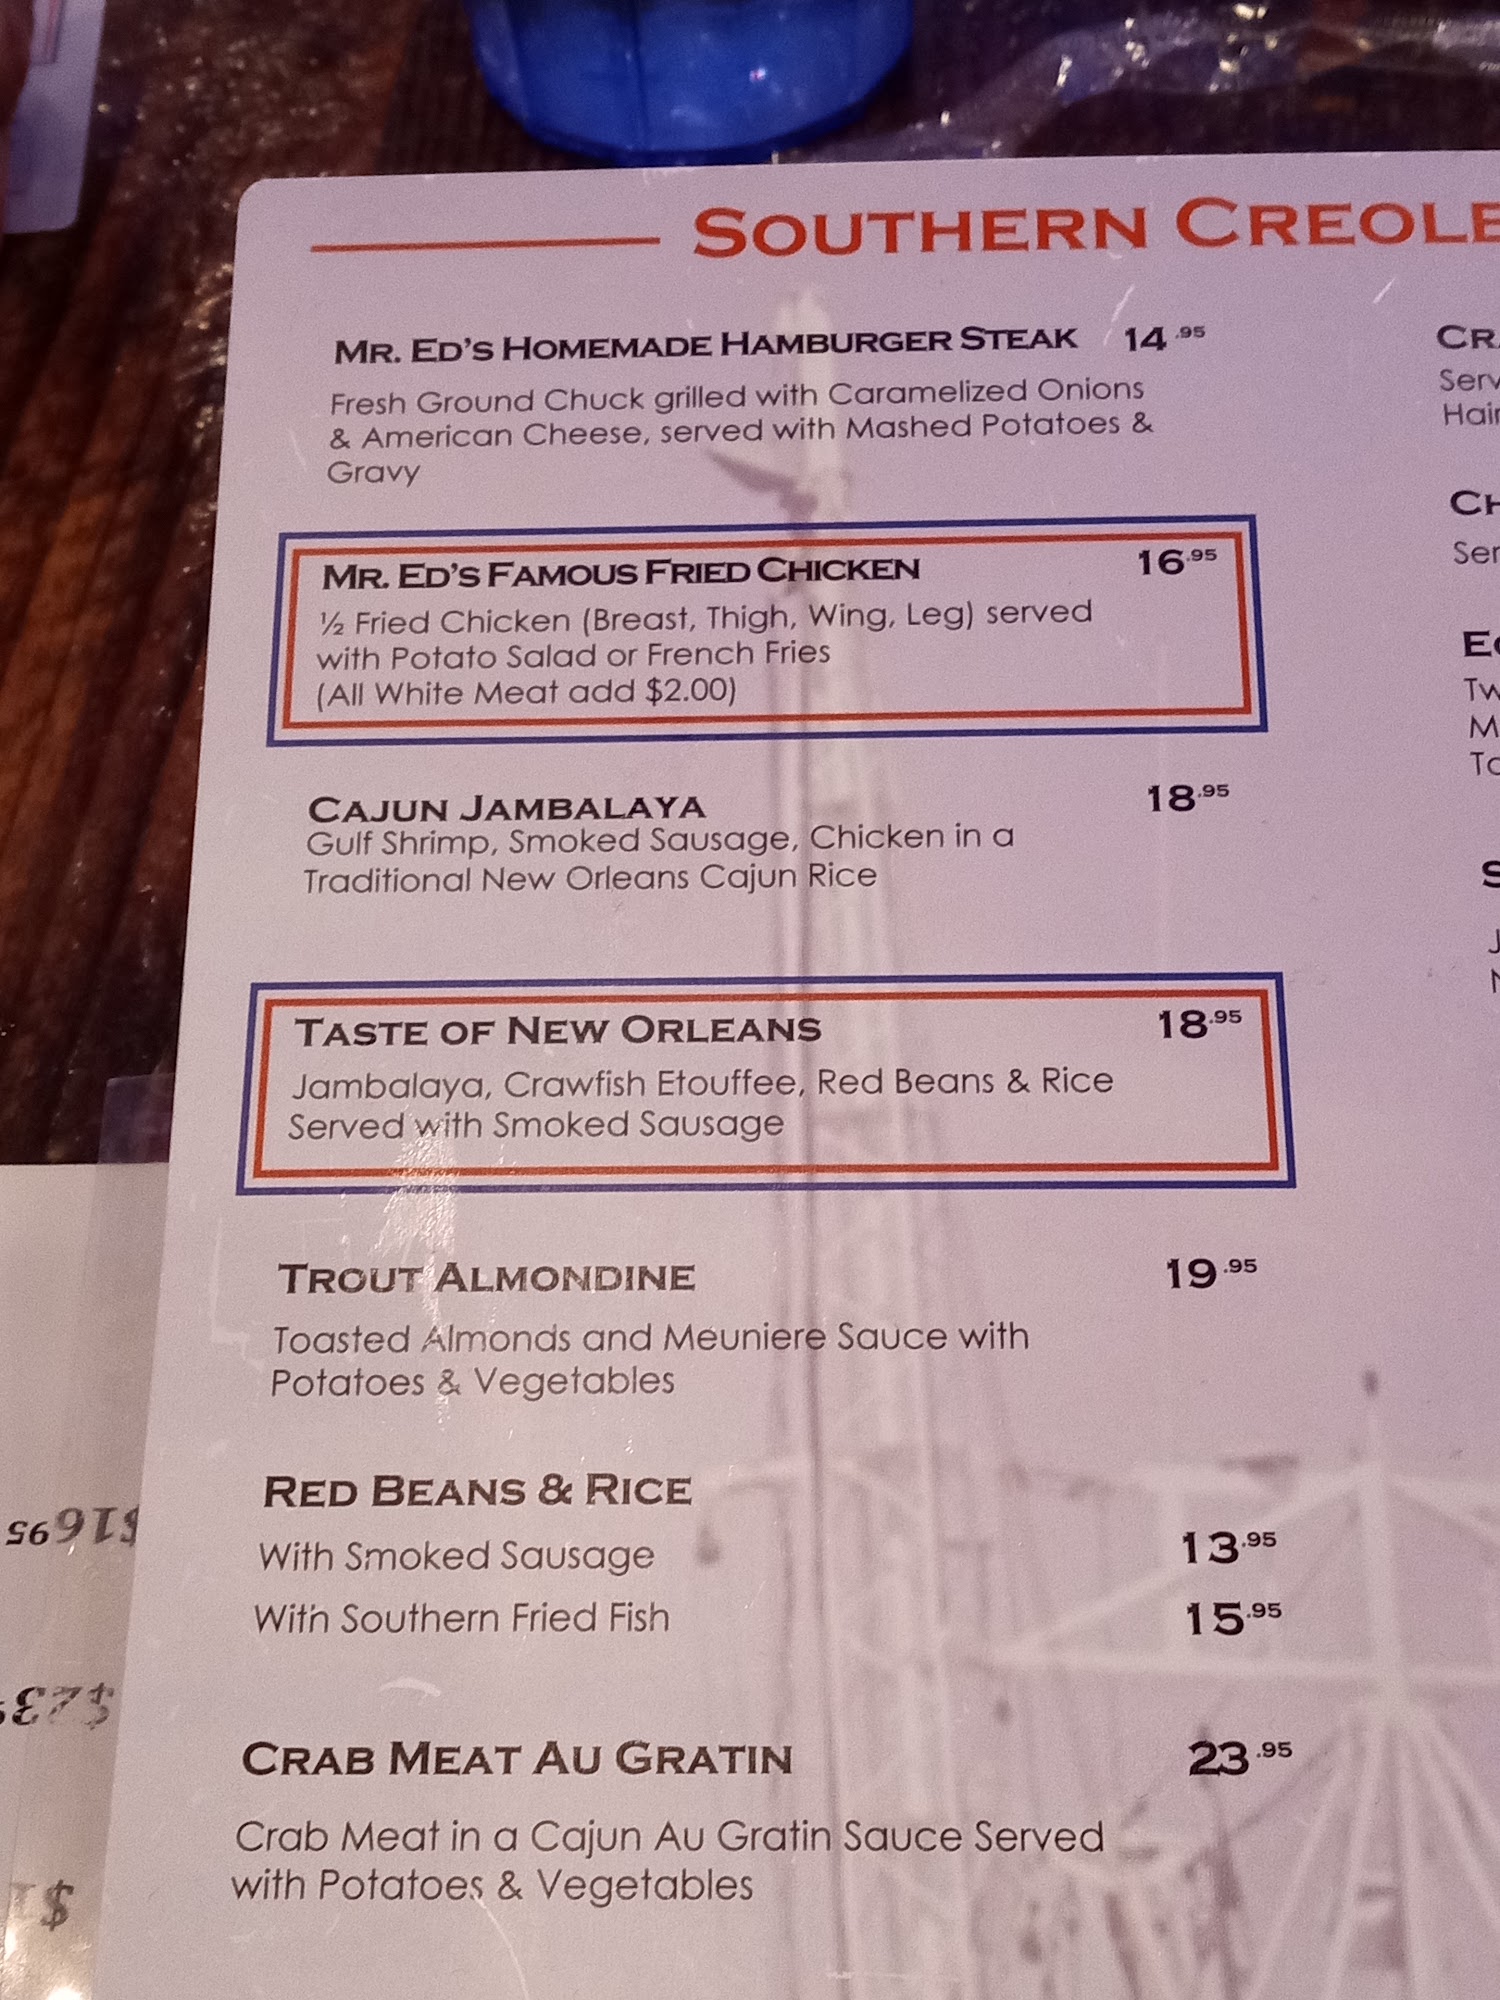 SOUTHERN CREOLE
MR. ED'S HOMEMADE HAMBURGER STEAK 14.95
Fresh Ground Chuck grilled with Caramelized Onions
& American Cheese, served with Mashed Potatoes &
Gravy
MR. ED'S FAMOUS FRIED CHICKEN 16.95
½ Fried Chicken (Breast, Thigh, Wing, Leg) served
with Potato Salad or French Fries
(All White Meat add $2.00)
CAJUN JAMBALAYA 18.95
Gulf Shrimp, Smoked Sausage, Chicken in a
Traditional New Orleans Cajun Rice
TASTE OF NEW ORLEANS 18.95
Jambalaya, Crawfish Etouffee, Red Beans & Rice
Served with Smoked Sausage
TROUT ALMONDINE 19.95
Toasted Almonds and Meuniere Sauce with
Potatoes & Vegetables
RED BEANS & RICE
With Smoked Sausage 13.95
With Southern Fried Fish 15.95
CRAB MEAT AU GRATIN 23.95
Crab Meat in a Cajun Au Gratin Sauce Served
with Potatoes & Vegetables
$16 95
$23